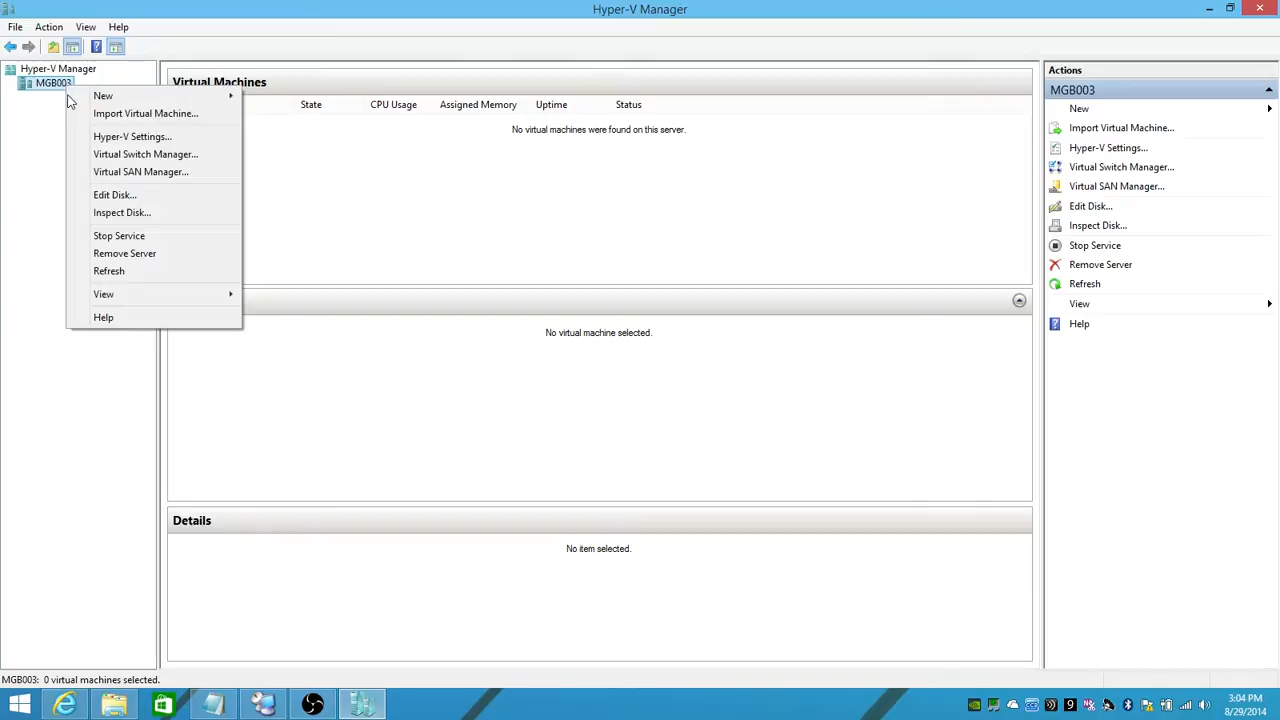 Hyper-V Manager
File Action View Help
Hyper-V Manager
MGB003
New
Import Virtual Machine...
Hyper-V Settings...
Virtual Switch Manager...
Virtual SAN Manager...
Edit Disk...
Inspect Disk...
Stop Service
Remove Server
Refresh
View
Help
Virtual Machines
State CPU Usage Assigned Memory Uptime Status
No virtual machines were found on this server.
No virtual machine selected.
Details
No item selected.
Actions
MGB003
New
Import Virtual Machine...
Hyper-V Settings...
Virtual Switch Manager...
Virtual SAN Manager...
Edit Disk...
Inspect Disk...
Stop Service
Remove Server
Refresh
View
Help
MGB003: 0 virtual machines selected.
3:04 PM
8/29/2014